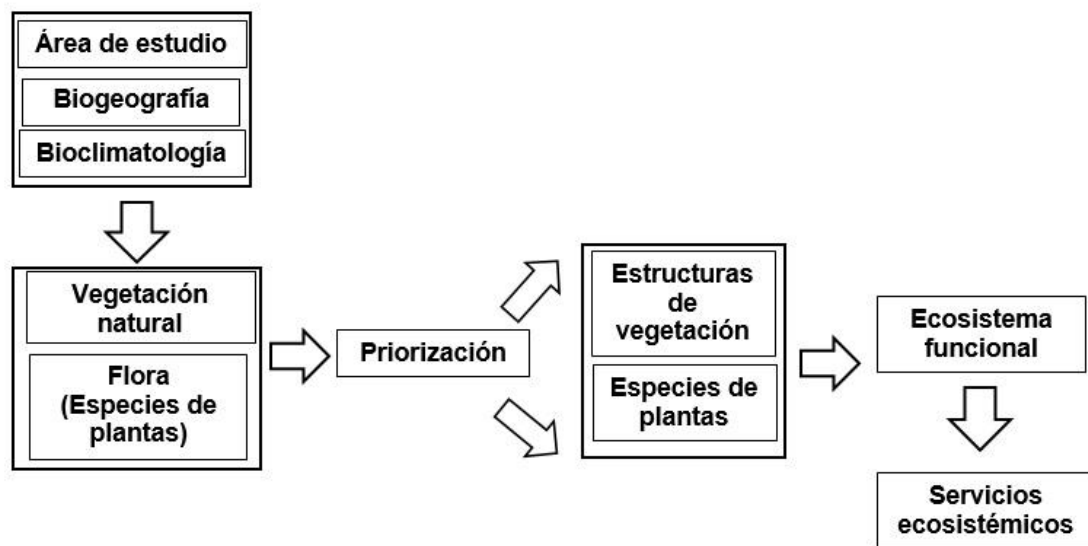 Área de estudio
Biogeografía
Bioclimatología
Vegetación
natural
Flora
(Especies de
plantas)
Priorización
Estructuras
de
vegetación
Especies de
plantas
Ecosistema
funcional
Servicios
ecosistémicos